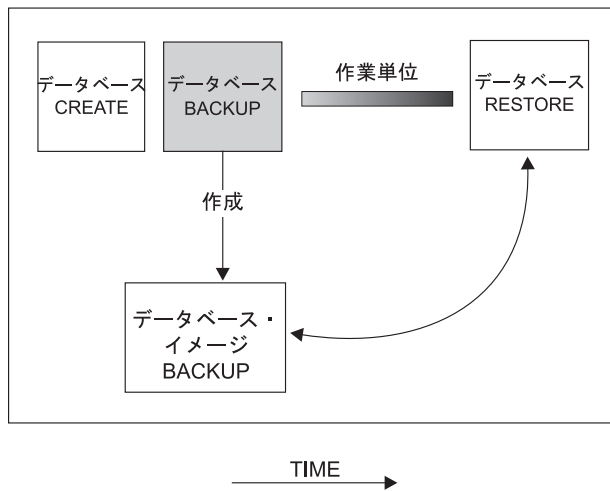 データベース
CREATE
データベース
BACKUP
作業単位
データベース
RESTORE
作成
データベース・
イメージ
BACKUP
TIME